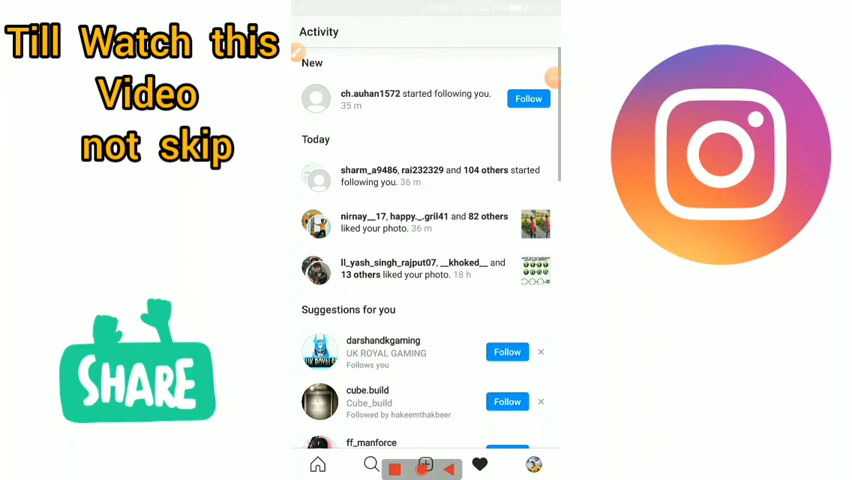 Till Watch this
Video
not skip
SHARE
Activity
New
ch.auhan1572 started following you.
35 m
Follow
Today
sharm_a9486, rai232329 and 104 others started
following you. 36 m
nirnay__17, happy._.gril41 and 82 others
liked your photo. 36 m
ll_yash_singh_rajput07, __khoked__ and
13 others liked your photo. 18 h
Suggestions for you
darshandkgaming
UK ROYAL GAMING
Follows you
Follow
cube.build
Cube_build
Followed by hakeemthakbeer
Follow
ff_manforce